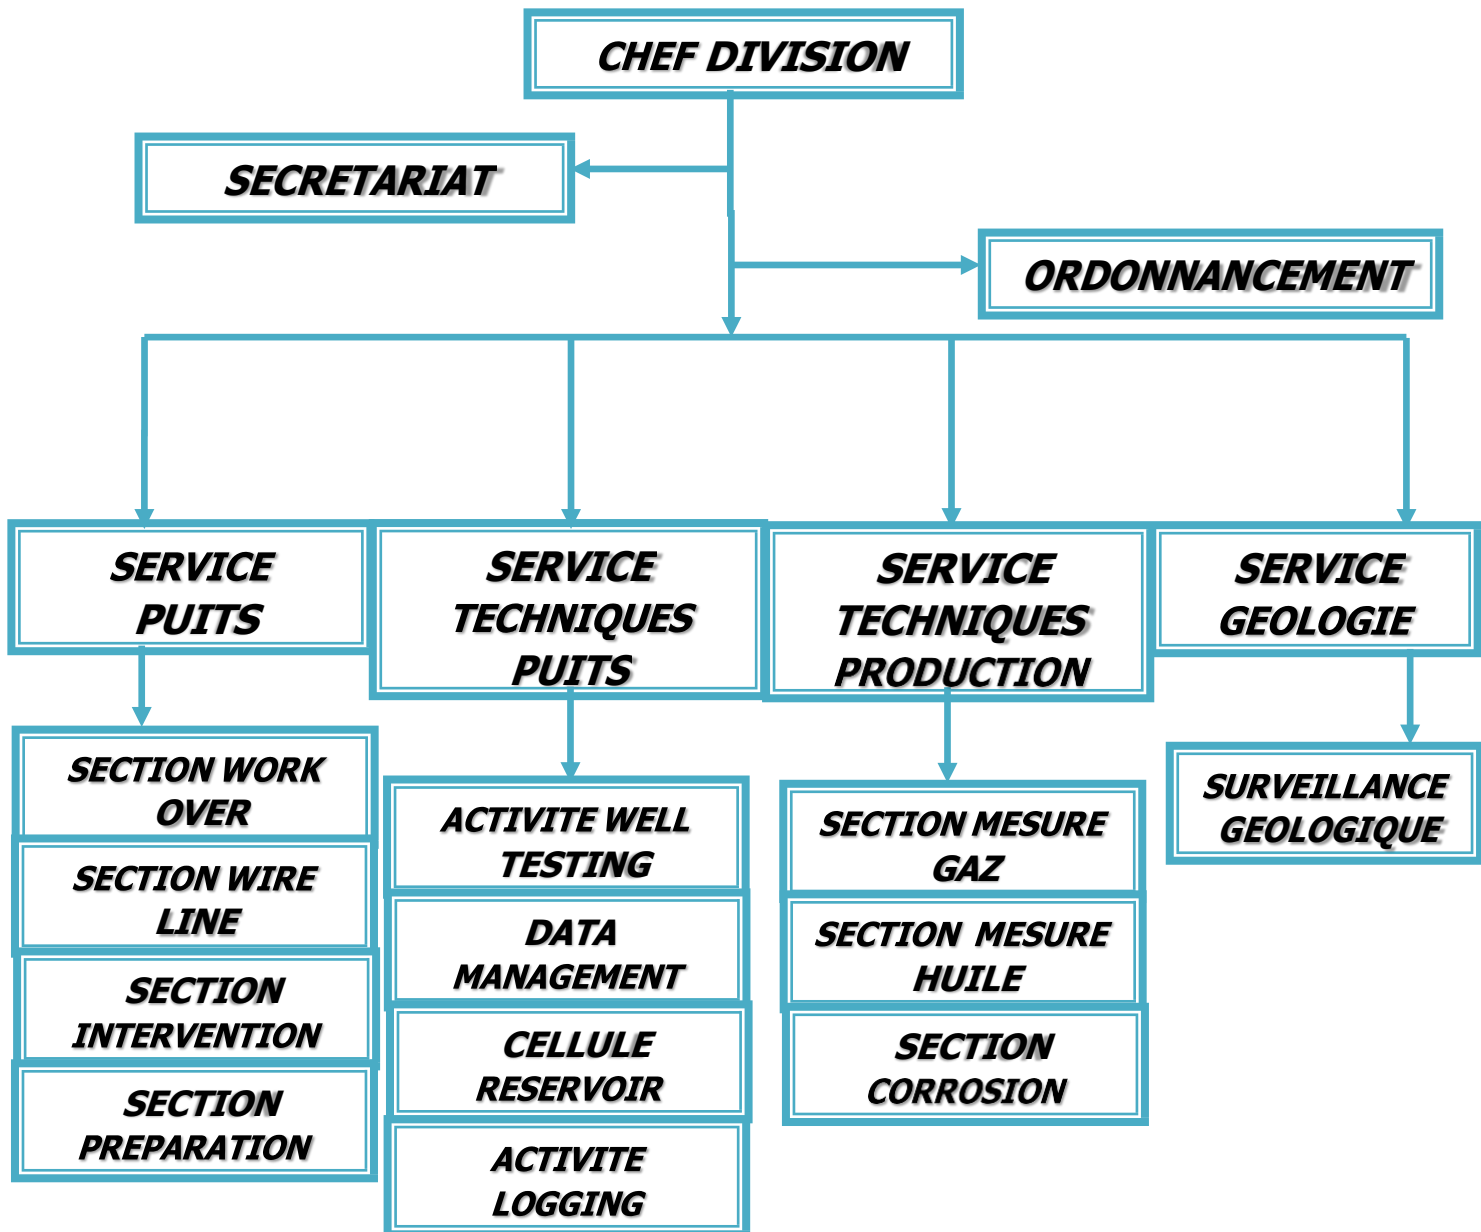 CHEF DIVISION
SECRETARIAT
ORDONNANCEMENT
SERVICE
PUITS
SERVICE
TECHNIQUES
PUITS
SERVICE
TECHNIQUES
PRODUCTION
SERVICE
GEOLOGIE
SECTION WORK
OVER
SECTION WIRE
LINE
SECTION
INTERVENTION
SECTION
PREPARATION
ACTIVITE WELL
TESTING
DATA
MANAGEMENT
CELLULE
RESERVOIR
ACTIVITE
LOGGING
SECTION MESURE
GAZ
SECTION MESURE
HUILE
SECTION
CORROSION
SURVEILLANCE
GEOLOGIQUE